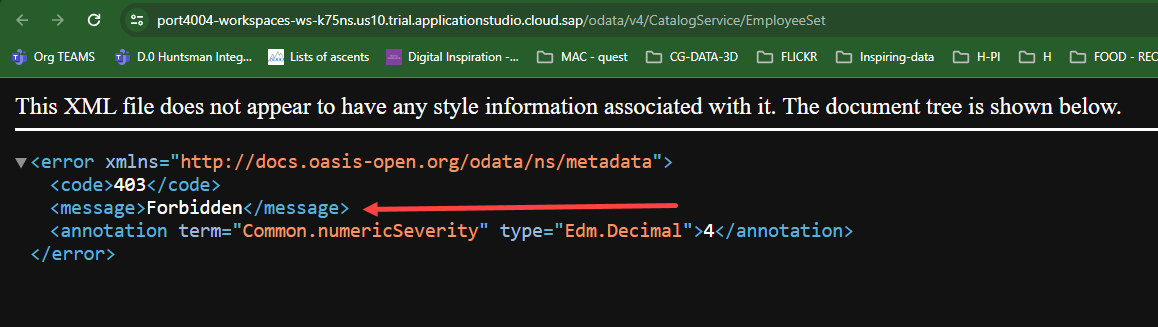 port4004-workspaces-ws-k75ns.us10.trial.applicationstudio.cloud.sap/odata/v4/CatalogService/EmployeeSet
Org TEAMS D.0 Huntsman Integ... Lists of ascents Digital Inspiration -... MAC - quest CG-DATA-3D FLICKR Inspiring-data H-PI H FOOD - REC
This XML file does not appear to have any style information associated with it. The document tree is shown below.
▼<error xmlns="http://docs.oasis-open.org/odata/ns/metadata">
<code>403</code>
<message>Forbidden</message>
<annotation term="Common.numericSeverity" type="Edm.Decimal">4</annotation>
</error>